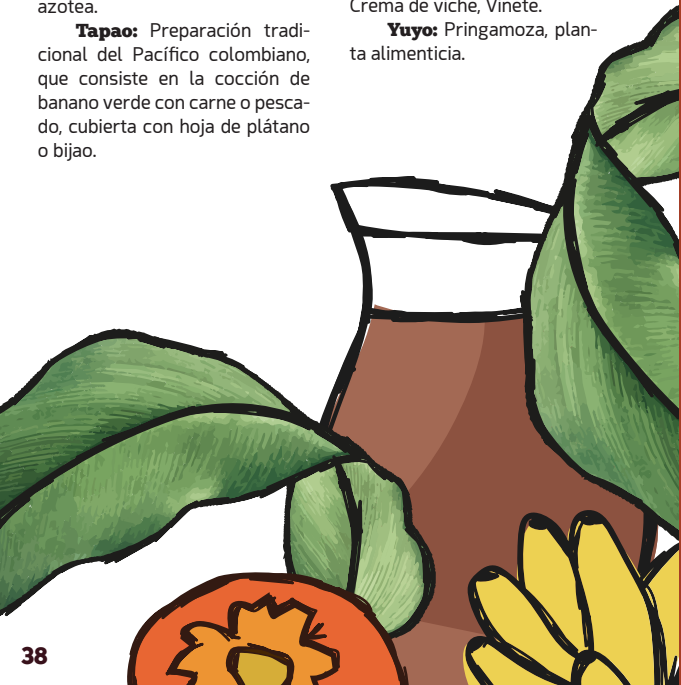 azotea.
Tapao: Preparación tradi-
cional del Pacífico colombiano,
que consiste en la cocción de
banano verde con carne o pesca-
do, cubierta con hoja de plátano
o bijao.
Crema de viche, Vinete.
Yuyo: Pringamoza, plan-
ta alimenticia.
38